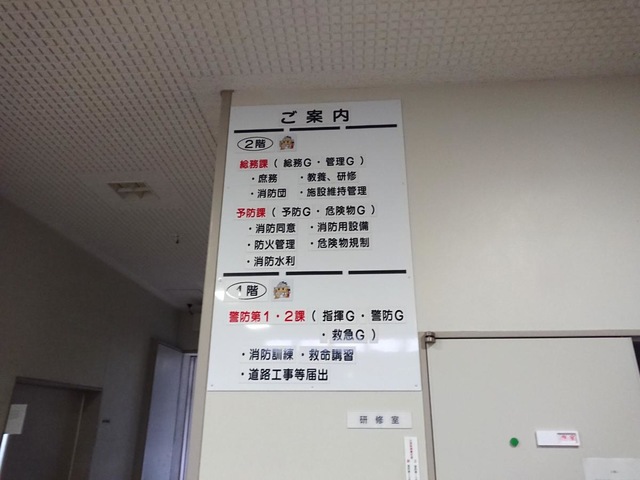 ご案内
2階
総務課（総務G・管理G）
・庶務 ・教養、研修
・消防団 ・施設維持管理
予防課（予防G・危険物G）
・消防同意 ・消防用設備
・防火管理 ・危険物規制
・消防水利
1階
警防第1・2課（指揮G・警防G
・救急G）
・消防訓練 ・救命講習
・道路工事等届出
研修室